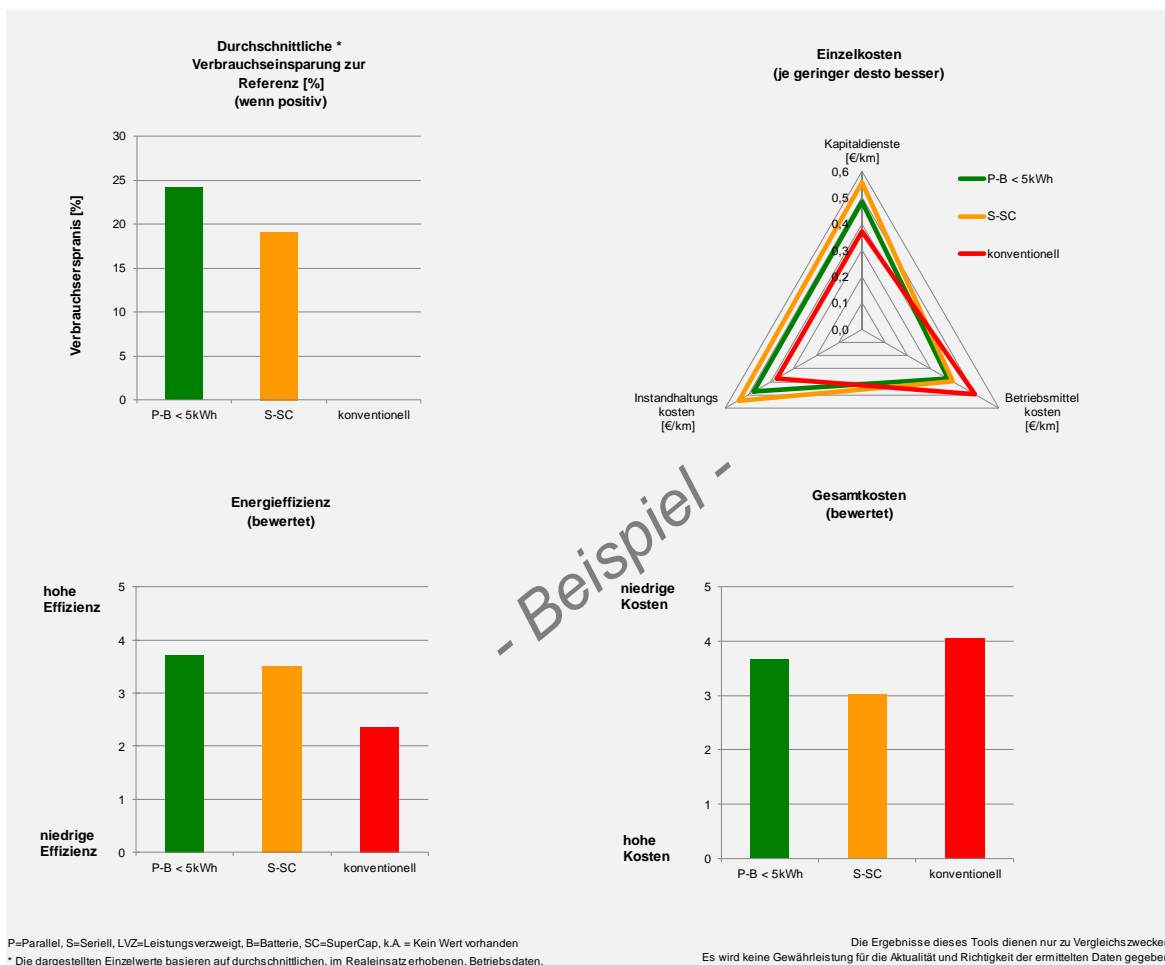 Durchschnittliche *
Verbrauchseinsparung zur
Referenz [%]
(wenn positiv)
30
25
20
15
10
5
0
Verbrauchserspranis [%]
P-B < 5kWh
S-SC
konventionell
Einzelkosten
(je geringer desto besser)
Kapitaldienste
[€/km]
0,6
0,5
0,4
0,3
0,2
0,1
0,0
Instandhaltungs
kosten
[€/km]
Betriebsmittel
kosten
[€/km]
P-B < 5kWh
S-SC
konventionell
- Beispiel -
Energieffizienz
(bewertet)
hohe
Effizienz
5
4
3
2
1
0
niedrige
Effizienz
P-B < 5kWh
S-SC
konventionell
Gesamtkosten
(bewertet)
niedrige
Kosten
5
4
3
2
1
0
hohe
Kosten
P-B < 5kWh
S-SC
konventionell
P=Parallel, S=Seriell, LVZ=Leistungsverzweigt, B=Batterie, SC=SuperCap, k.A. = Kein Wert vorhanden
* Die dargestellten Einzelwerte basieren auf durchschnittlichen, im Realeinsatz erhobenen, Betriebsdaten.
Die Ergebnisse dieses Tools dienen nur zu Vergleichszwecken
Es wird keine Gewährleistung für die Aktualität und Richtigkeit der ermittelten Daten gegeben